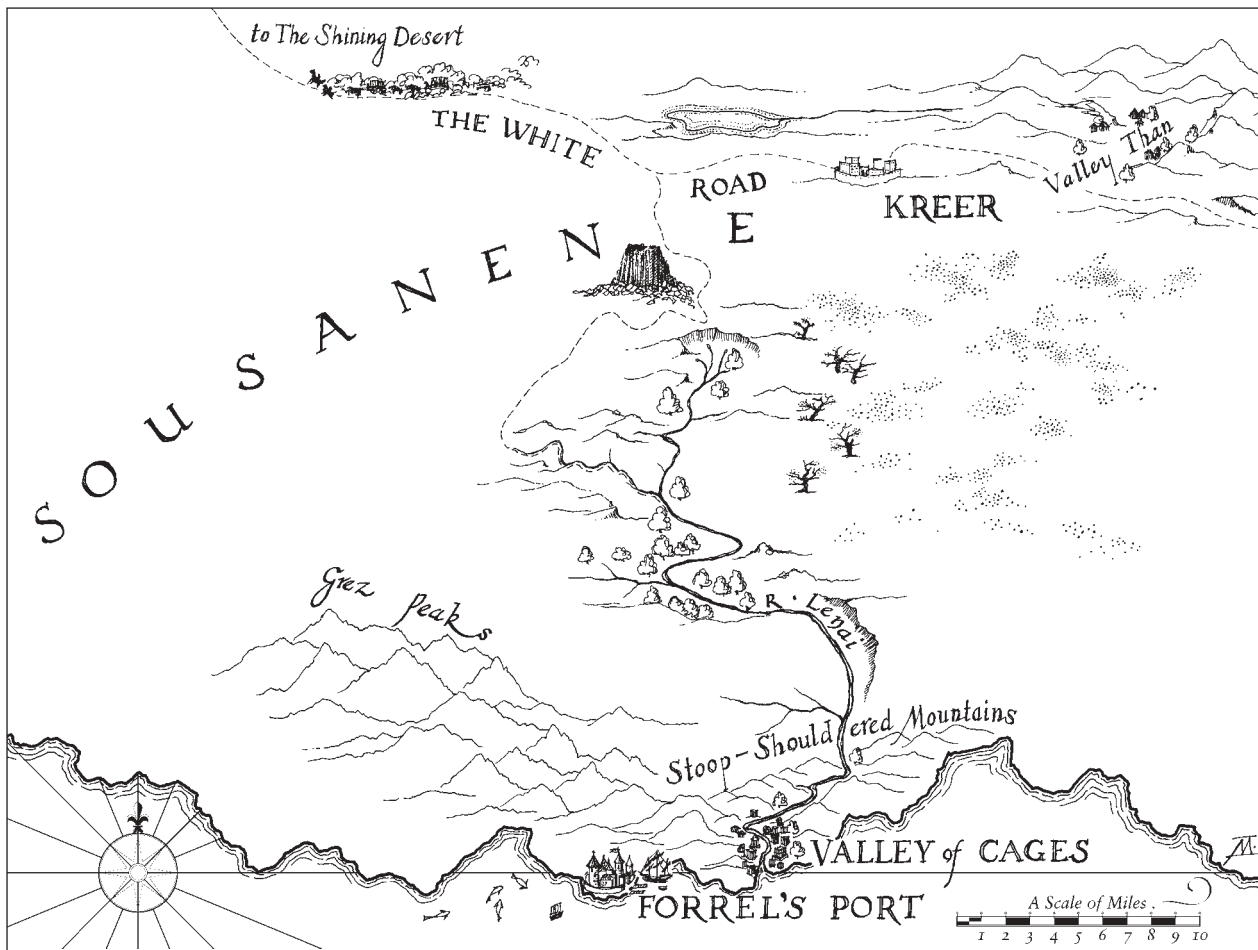 to The Shining Desert
THE WHITE
ROAD
Valley Than
KREER
SOUSANENNE
Grez Peaks
R. Lenai
Stoop-Shouldered Mountains
VALLEY of CAGES
FORREL'S PORT
M.
A Scale of Miles.
1 2 3 4 5 6 7 8 9 10